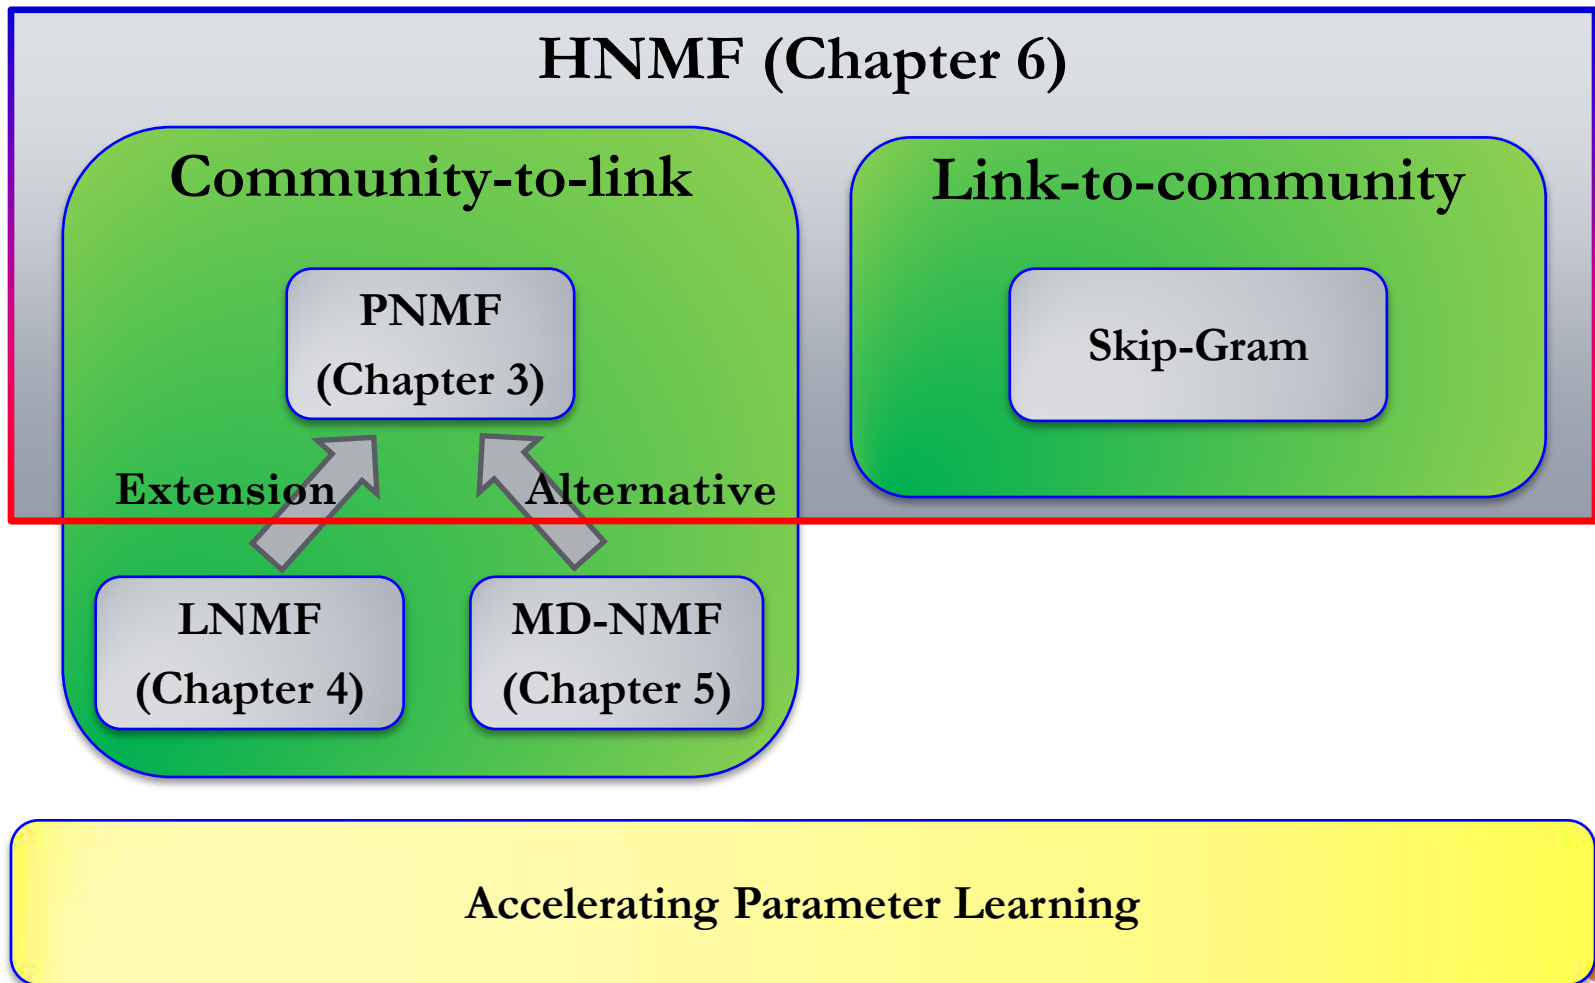 HNMF (Chapter 6)
Community-to-link
Link-to-community
PNMF
(Chapter 3)
Skip-Gram
Extension
Alternative
LNMF
(Chapter 4)
MD-NMF
(Chapter 5)
Accelerating Parameter Learning